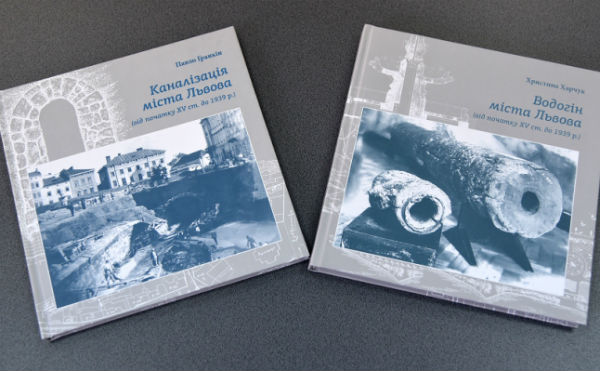 Павло Гранкін
Каналізація
міста Львова
(від початку XV ст. до 1939 р.)
Христина Харчук
Водогін
міста Львова
(від початку XV ст. до 1939 р.)